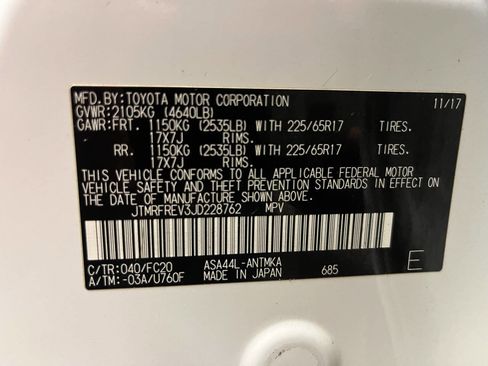 MFD.BY:TOYOTA MOTOR CORPORATION 11/17
GVWR:2105KG (4640LB)
GAWR:FRT. 1150KG (2535LB) WITH 225/65R17 TIRES.
17X7J RIMS.
RR. 1150KG (2535LB) WITH 225/65R17 TIRES.
17X7J RIMS.
THIS VEHICLE CONFORMS TO ALL APPLICABLE FEDERAL MOTOR
VEHICLE SAFETY AND THEFT PREVENTION STANDARDS IN EFFECT ON
THE DATE OF MANUFACTURE SHOWN ABOVE.
JTMRFREV3JD228762 MPV
C/TR:040/FC20 ASA44L-ANTMKA
A/TM:-03A/U760F MADE IN JAPAN 685 E